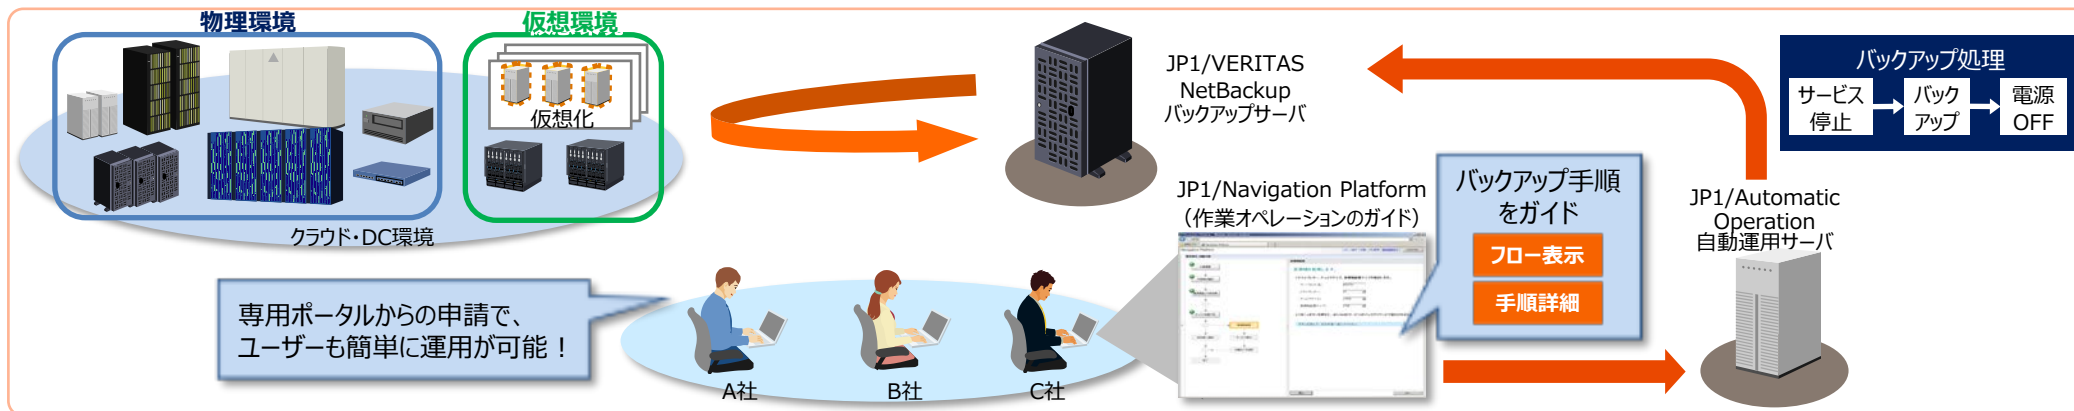 物理環境
仮想環境
仮想化
クラウド・DC環境
JP1/VERITAS
NetBackup
バックアップサーバ
バックアップ処理
サービス
停止
バック
アップ
電源
OFF
JP1/Navigation Platform
（作業オペレーションのガイド）
バックアップ手順
をガイド
フロー表示
手順詳細
JP1/Automatic
Operation
自動運用サーバ
専用ポータルからの申請で、
ユーザーも簡単に運用が可能！
A社
B社
C社